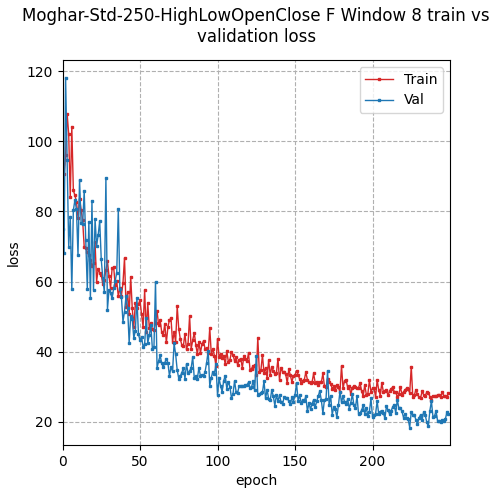 Moghar-Std-250-HighLowOpenClose F Window 8 train vs
validation loss
Train
Val
120
100
80
60
40
20
loss
0
50
100
150
200
epoch